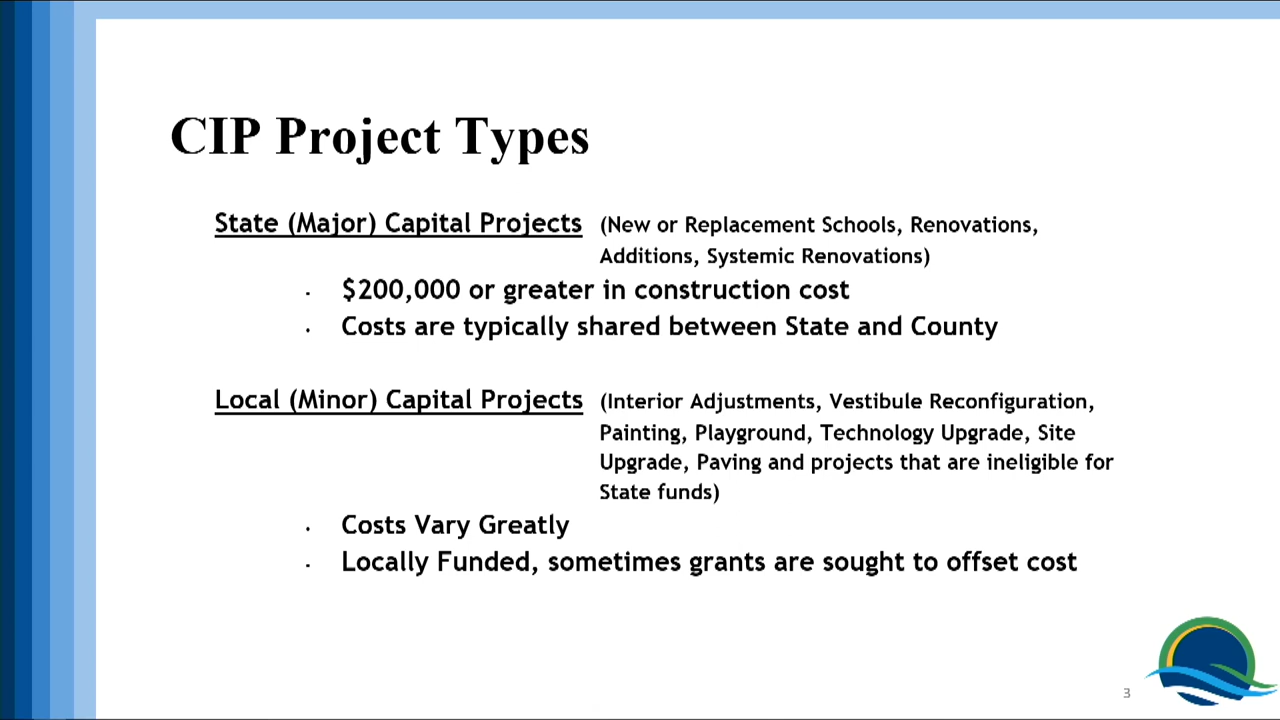 CIP Project Types
State (Major) Capital Projects (New or Replacement Schools, Renovations,
Additions, Systemic Renovations)
· $200,000 or greater in construction cost
· Costs are typically shared between State and County
Local (Minor) Capital Projects (Interior Adjustments, Vestibule Reconfiguration,
Painting, Playground, Technology Upgrade, Site
Upgrade, Paving and projects that are ineligible for
State funds)
· Costs Vary Greatly
· Locally Funded, sometimes grants are sought to offset cost
3